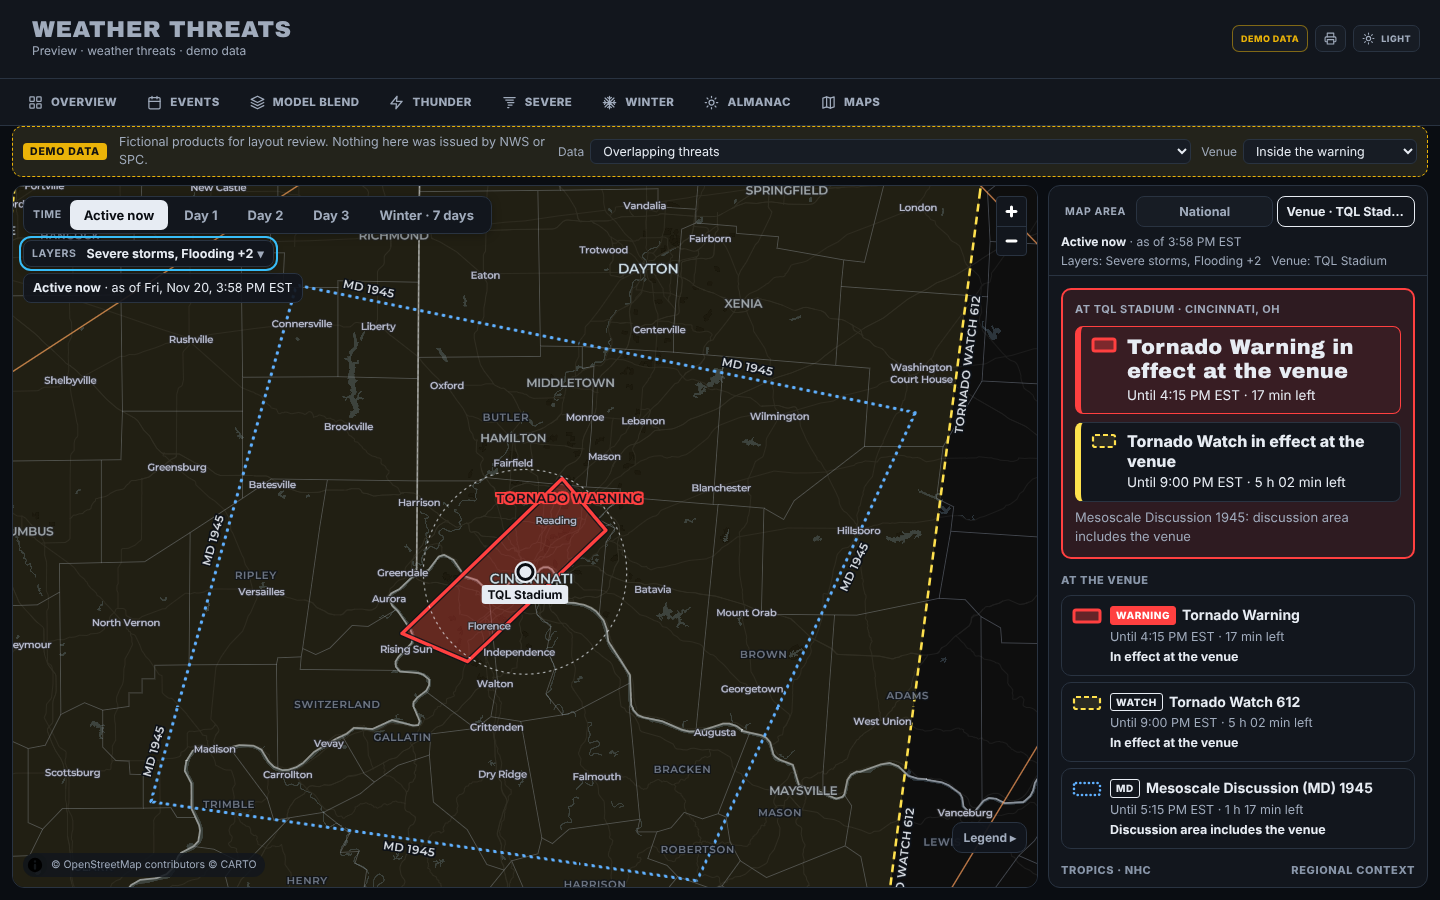 WEATHER THREATS
Preview · weather threats · demo data
DEMO DATA
LIGHT
OVERVIEW
EVENTS
MODEL BLEND
THUNDER
SEVERE
WINTER
ALMANAC
MAPS
DEMO DATA
Fictional products for layout review. Nothing here was issued by NWS or
SPC.
Data
Overlapping threats
Venue
Inside the warning
New Castle
SPRINGFIELD
TIME
Active now
Day 1
Day 2
Day 3
Winter · 7 days
Vandalia
London
RICHMOND
Fairborn
LAYERS Severe storms, Flooding +2 ▾
Trotwood
DAYTON
Eaton
Active now · as of Fri, Nov 20, 3:58 PM EST
MD 1945
XENIA
Connersville
Liberty
Centerville
Rushville
TORNADO WATCH 612
MD 1945
Washington
Court House
Shelbyville
Oxford
MIDDLETOWN
BUTLER
Monroe
Lebanon
Wilmington
Brookville
HAMILTON
Fairfield
Mason
Greensburg
Batesville
Blanchester
Harrison
TORNADO WARNING
Reading
Hillsboro
UMBUS
MD 1945
MD 1945
Greendale
CINCINNATI
TQL Stadium
RIPLEY
Versailles
Aurora
Batavia
Mount Orab
North Vernon
Florence
eymour
Rising Sun
Independence
BROWN
Walton
Georgetown
ADAMS
SWITZERLAND
Crittenden
West Union
GALLATIN
Augusta
Madison
Vevay
MD 1945
Scottsburg
Carrollton
Dry Ridge
Falmouth
BRACKEN
MAYSVILLE
TRIMBLE
MASON
Vanceburg
LEWI
Legend ▸
MD 1945
ROBERTSON
O WATCH 612
© OpenStreetMap contributors © CARTO
HENRY
HARRISON
+
−
MAP AREA
National
Venue · TQL Stad...
Active now · as of 3:58 PM EST
Layers: Severe storms, Flooding +2 Venue: TQL Stadium
AT TQL STADIUM · CINCINNATI, OH
Tornado Warning in
effect at the venue
Until 4:15 PM EST · 17 min left
Tornado Watch in effect at the
venue
Until 9:00 PM EST · 5 h 02 min left
Mesoscale Discussion 1945: discussion area
includes the venue
AT THE VENUE
WARNING Tornado Warning
Until 4:15 PM EST · 17 min left
In effect at the venue
WATCH Tornado Watch 612
Until 9:00 PM EST · 5 h 02 min left
In effect at the venue
MD Mesoscale Discussion (MD) 1945
Until 5:15 PM EST · 1 h 17 min left
Discussion area includes the venue
TROPICS · NHC
REGIONAL CONTEXT